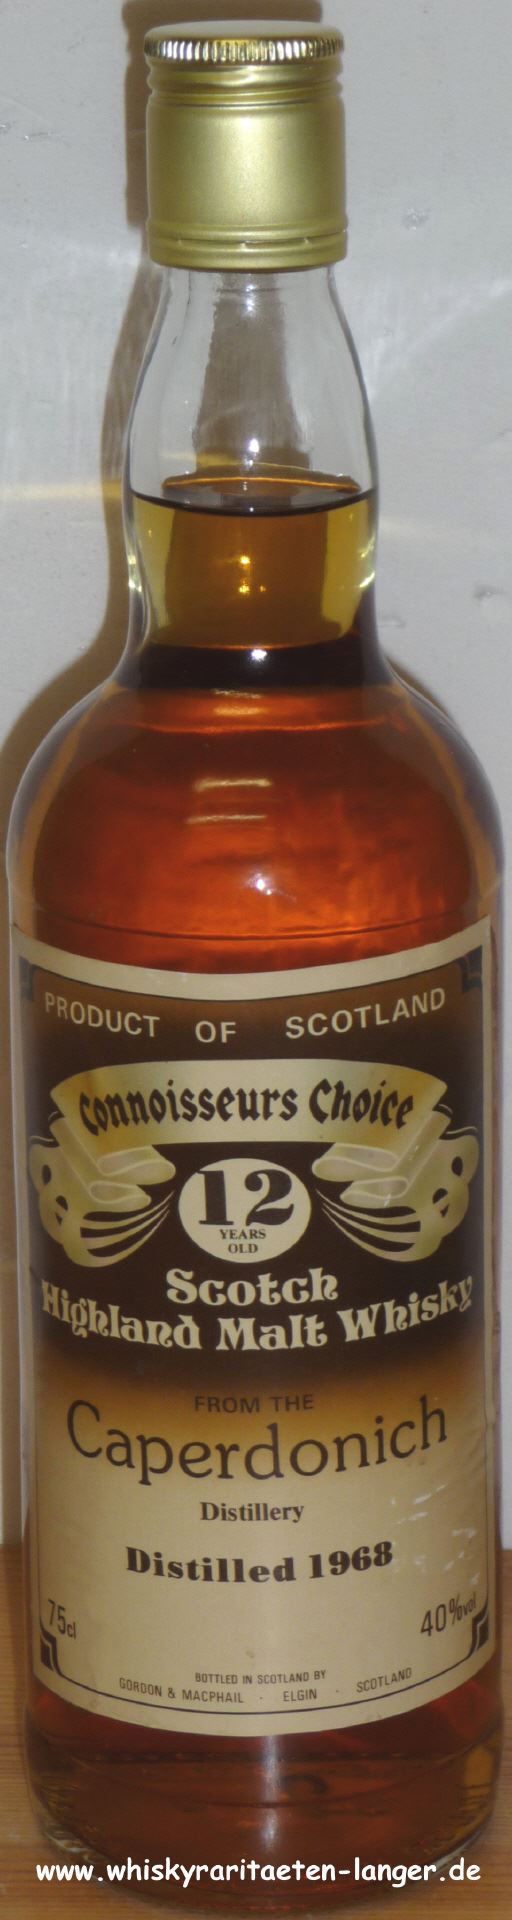 PRODUCT OF SCOTLAND
Connoisseurs Choice
12
YEARS
OLD
Scotch
Highland Malt Whisky
FROM THE
Caperdonich
Distillery
Distilled 1968
75cl 40%vol
BOTTLED IN SCOTLAND BY
GORDON & MACPHAIL · ELGIN · SCOTLAND
www.whiskyraritaeten-langer.de